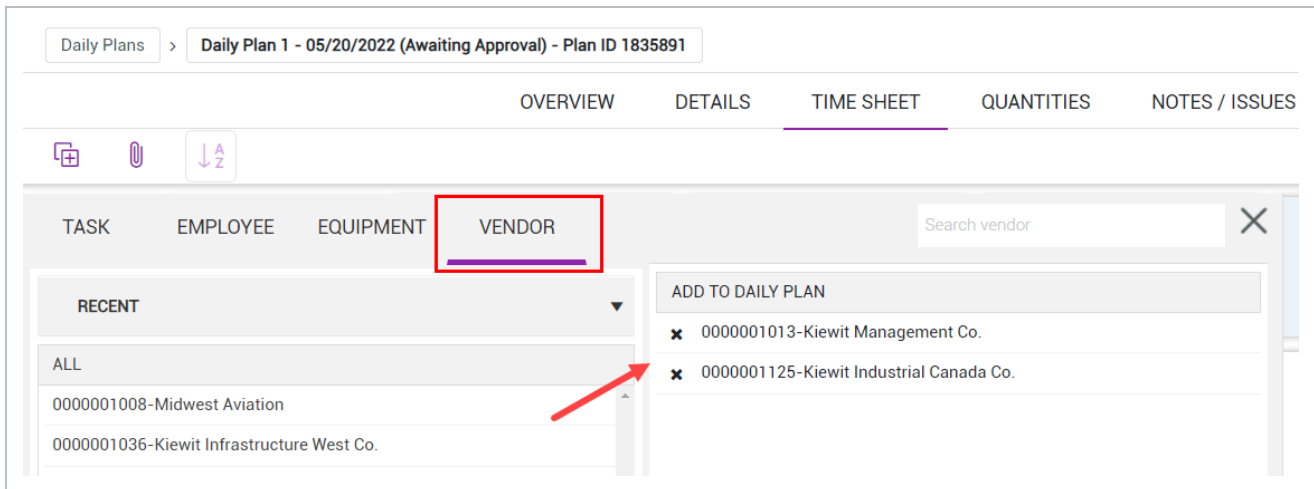 Daily Plans > Daily Plan 1 - 05/20/2022 (Awaiting Approval) - Plan ID 1835891
OVERVIEW DETAILS TIME SHEET QUANTITIES NOTES / ISSUES
TASK EMPLOYEE EQUIPMENT VENDOR Search vendor
RECENT
ALL
0000001008-Midwest Aviation
0000001036-Kiewit Infrastructure West Co.
ADD TO DAILY PLAN
0000001013-Kiewit Management Co.
0000001125-Kiewit Industrial Canada Co.